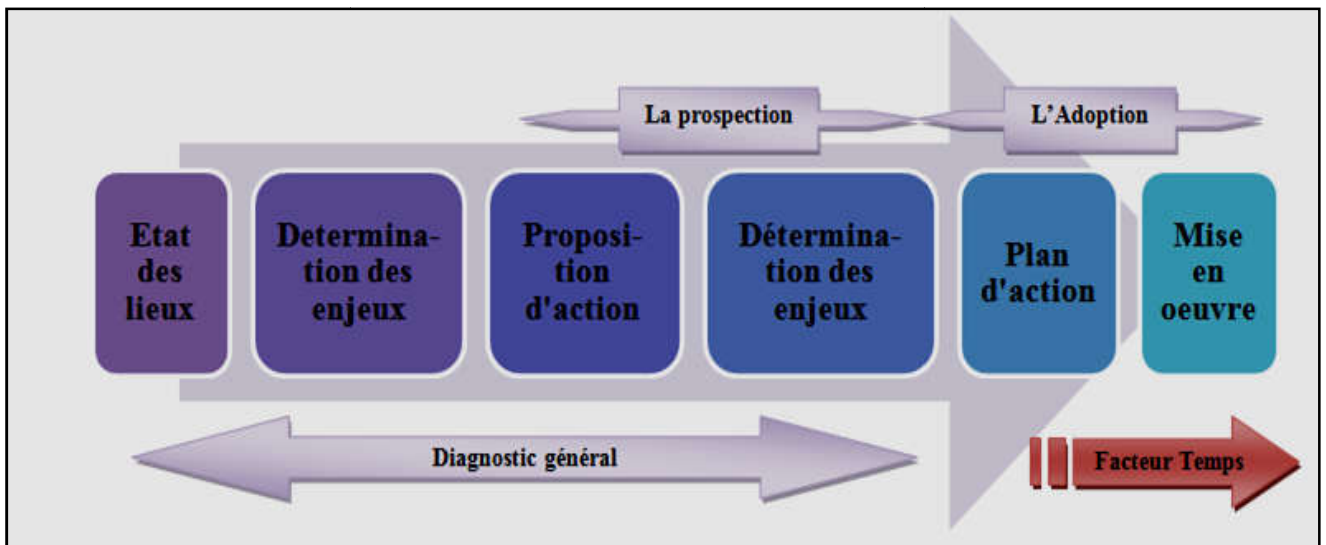 La prospection
L'Adoption
Etat
des
lieux
Determina-
tion des
enjeux
Proposi-
tion
d'action
Détermina-
tion des
enjeux
Plan
d'action
Mise
en
oeuvre
Diagnostic général
Facteur Temps